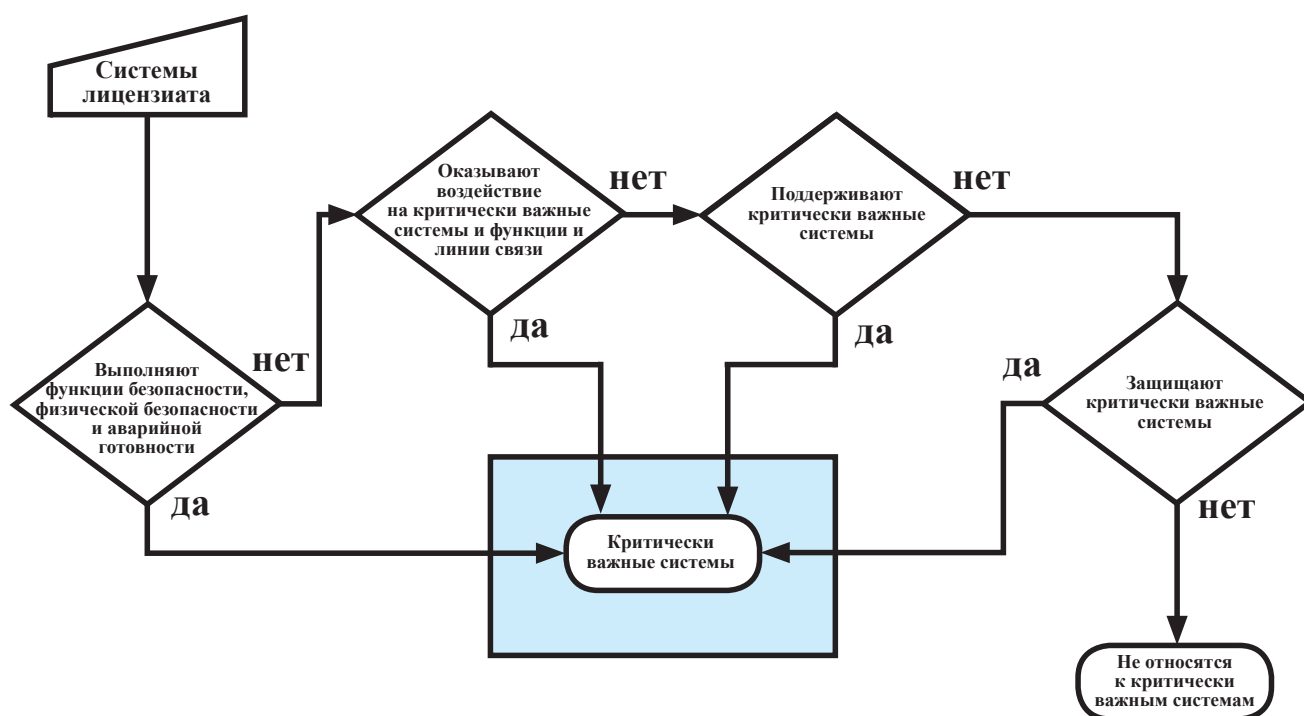 Системы
лицензиата
Оказывают
воздействие
на критически важные
системы и функции и
линии связи
нет
Поддерживают
критически важные
системы
нет
да
да
Выполняют
функции безопасности,
физической безопасности
и аварийной
готовности
нет
да
Защищают
критически важные
системы
да
нет
Критически
важные системы
Не относятся
к критически
важным системам